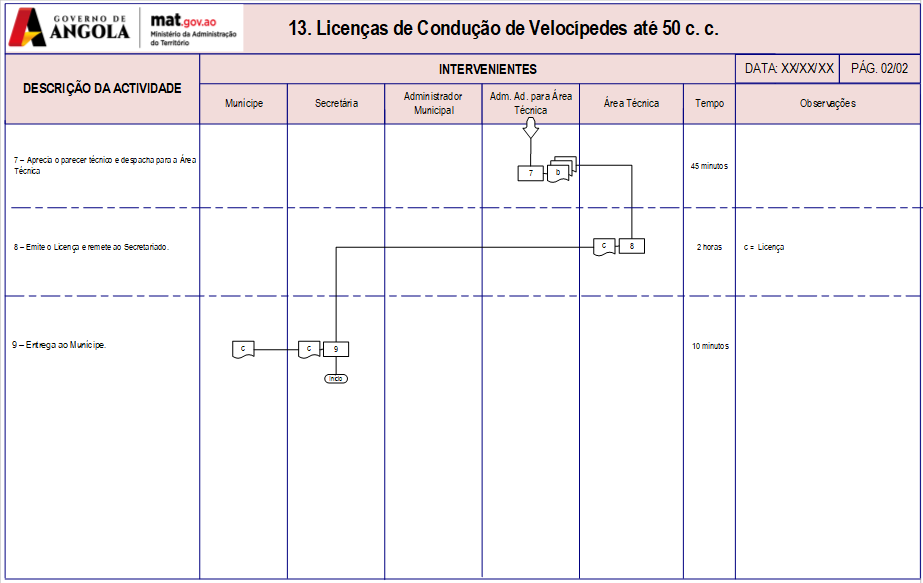 GOVERNO DE
ANGOLA
mat.gov.ao
Ministério da Administração
do Território
13. Licenças de Condução de Velocípedes até 50 c. c.
DESCRIÇÃO DA ACTIVIDADE
INTERVENIENTES
DATA: XX/XX/XX
PÁG. 02/02
Munícipe
Secretária
Administrador
Municipal
Adm. Ad. para Área
Técnica
Área Técnica
Tempo
Observações
7 – Aprecia o parecer técnico e despacha para a Área
Técnica
7
b
45 minutos
8 – Emite o Licença e remete ao Secretariado.
c
8
2 horas
c = Licença
9 – Entrega ao Munícipe.
c
c
9
10 minutos
Início